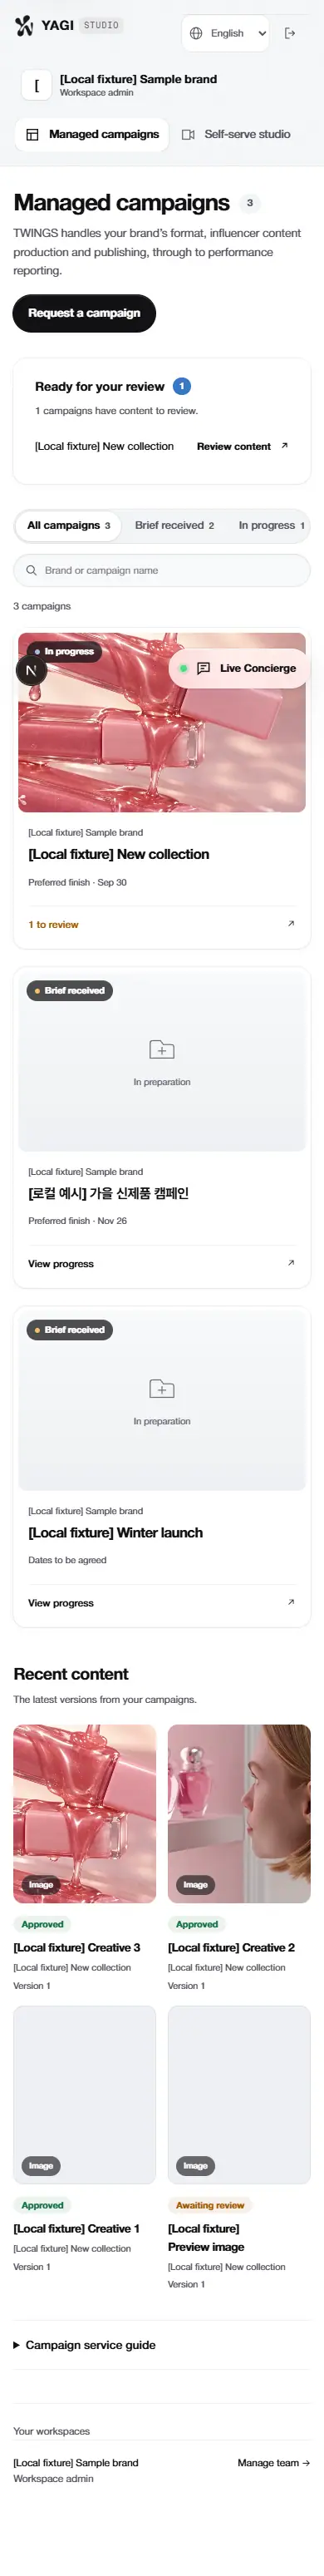 YAGI STUDIO
English
[
[Local fixture] Sample brand
Workspace admin
Managed campaigns
Self-serve studio
Managed campaigns 3
TWINGS handles your brand's format, influencer content
production and publishing, through to performance
reporting.
Request a campaign
Ready for your review 1
1 campaigns have content to review.
[Local fixture] New collection
Review content ↗
All campaigns 3
Brief received 2
In progress 1
Brand or campaign name
3 campaigns
In progress
N
Live Concierge
[Local fixture] Sample brand
[Local fixture] New collection
Preferred finish · Sep 30
1 to review ↗
Brief received
In preparation
[Local fixture] Sample brand
[로컬 예시] 가을 신제품 캠페인
Preferred finish · Nov 26
View progress ↗
Brief received
In preparation
[Local fixture] Sample brand
[Local fixture] Winter launch
Dates to be agreed
View progress ↗
Recent content
The latest versions from your campaigns.
Image
Approved
[Local fixture] Creative 3
[Local fixture] New collection
Version 1
Image
Approved
[Local fixture] Creative 2
[Local fixture] New collection
Version 1
Image
Approved
[Local fixture] Creative 1
[Local fixture] New collection
Version 1
Image
Awaiting review
[Local fixture]
Preview image
[Local fixture] New collection
Version 1
▶ Campaign service guide
Your workspaces
[Local fixture] Sample brand
Workspace admin
Manage team →